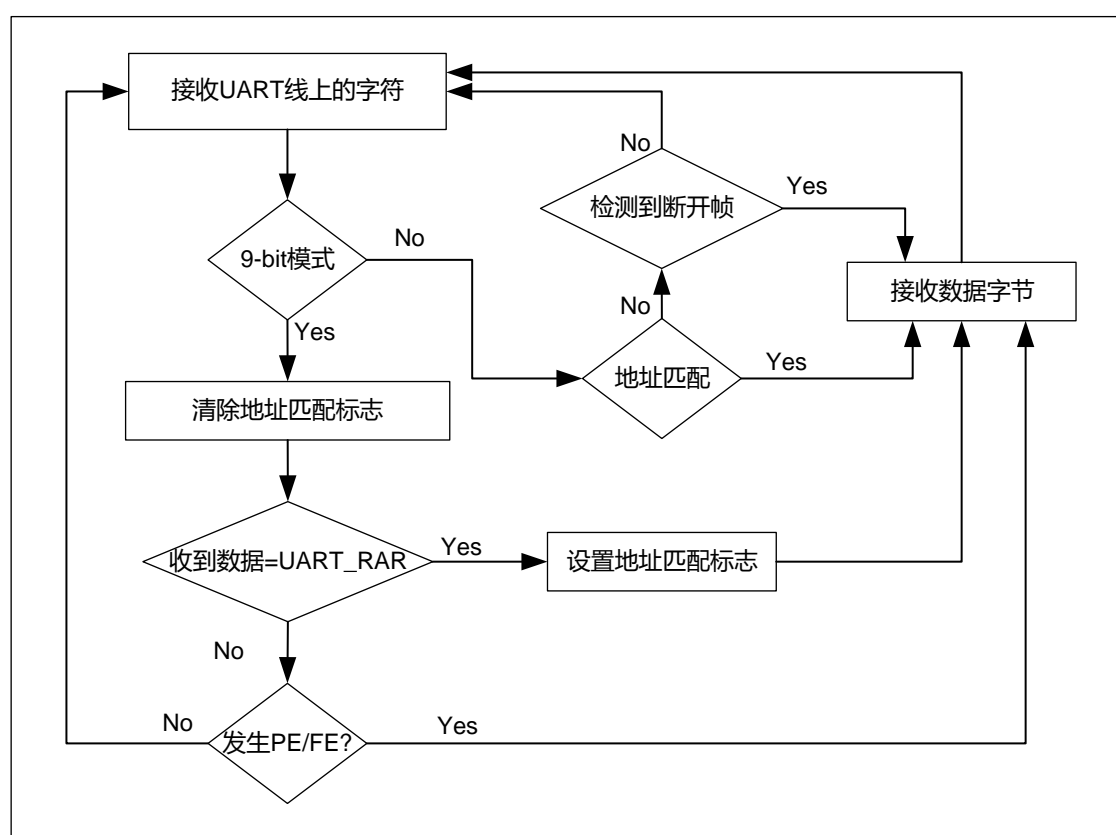 接收UART线上的字符
No
检测到断开帧
Yes
9-bit模式
No
接收数据字节
Yes
No
地址匹配
Yes
清除地址匹配标志
收到数据=UART_RAR
Yes
设置地址匹配标志
No
No
发生PE/FE?
Yes